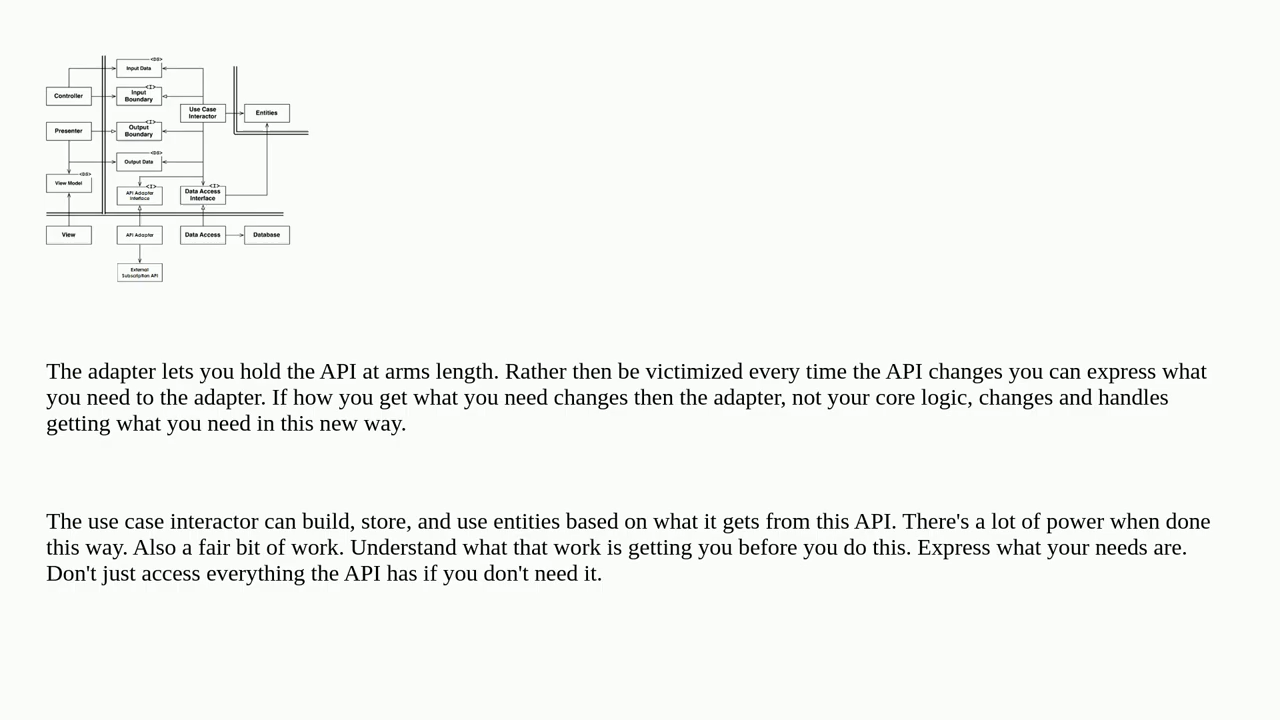 <DS>
Input Data
Controller
<I>
Input
Boundary
Use Case
Interactor
Entities
Presenter
<I>
Output
Boundary
<DS>
Output Data
<DS>
View Model
<I>
API Adapter
Interface
<I>
Data Access
Interface
View
API Adapter
Data Access
Database
External
Subscription API
The adapter lets you hold the API at arms length. Rather then be victimized every time the API changes you can express what
you need to the adapter. If how you get what you need changes then the adapter, not your core logic, changes and handles
getting what you need in this new way.
The use case interactor can build, store, and use entities based on what it gets from this API. There's a lot of power when done
this way. Also a fair bit of work. Understand what that work is getting you before you do this. Express what your needs are.
Don't just access everything the API has if you don't need it.